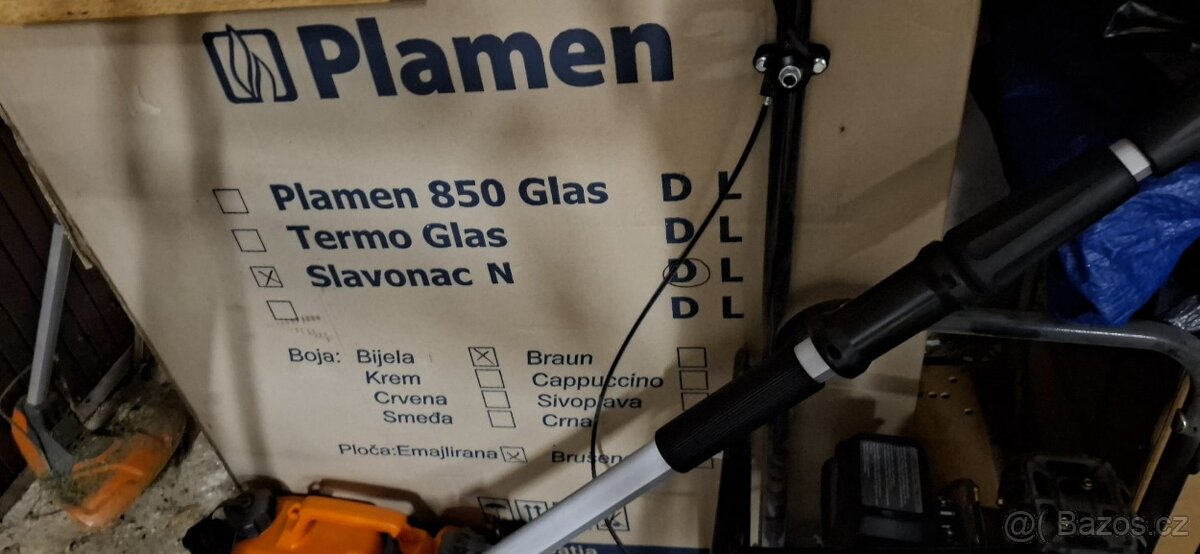 Plamen
Plamen 850 Glas D L
Termo Glas D L
Slavonac N D L
D L
Boja: Bijela Braun
Krem Cappuccino
Crvena Sivoplava
Smeđa Crna
Ploča:Emajlirana
@( Bazos.cz